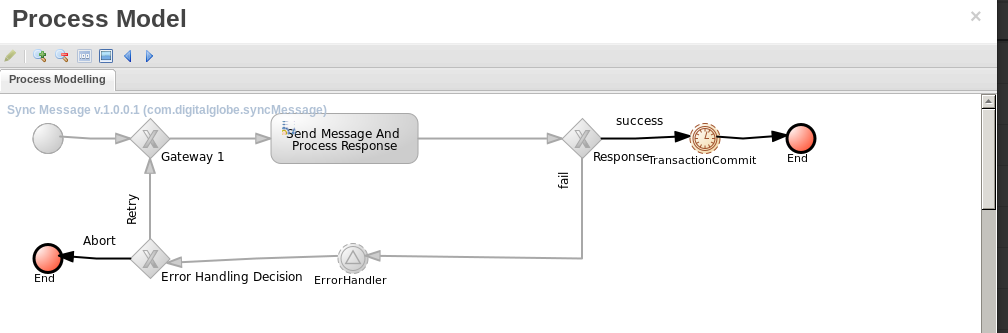 Process Model
Process Modelling
Sync Message v.1.0.0.1 (com.digitalglobe.syncMessage)
Gateway 1
Send Message And
Process Response
success
Response
TransactionCommit
End
fail
Retry
Abort
End
Error Handling Decision
ErrorHandler